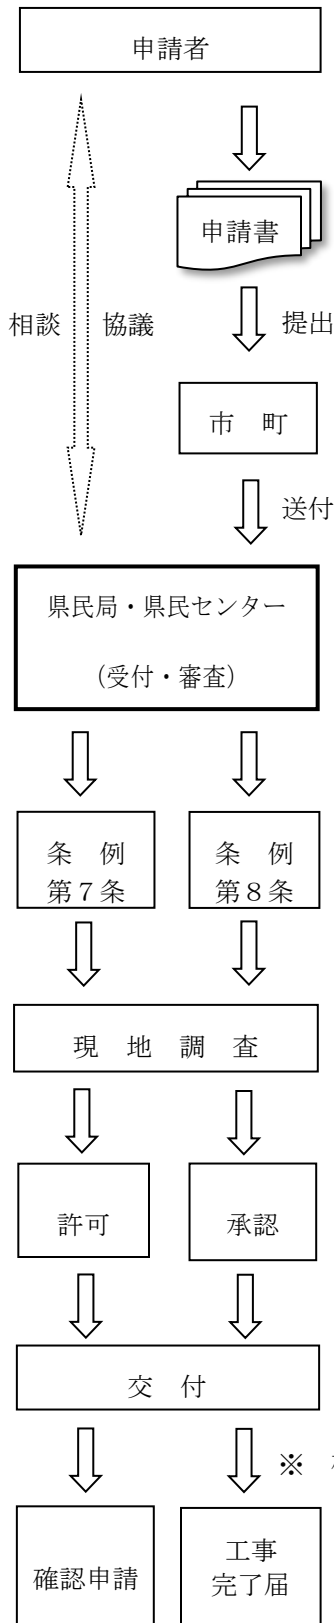 申請者
申請書
相談 協議
提出
市　町
送付
県民局・県民センター
（受付・審査）
条　例
第７条
条　例
第８条
現　地　調　査
許可
承認
交　付
※
確認申請
工事
完了届